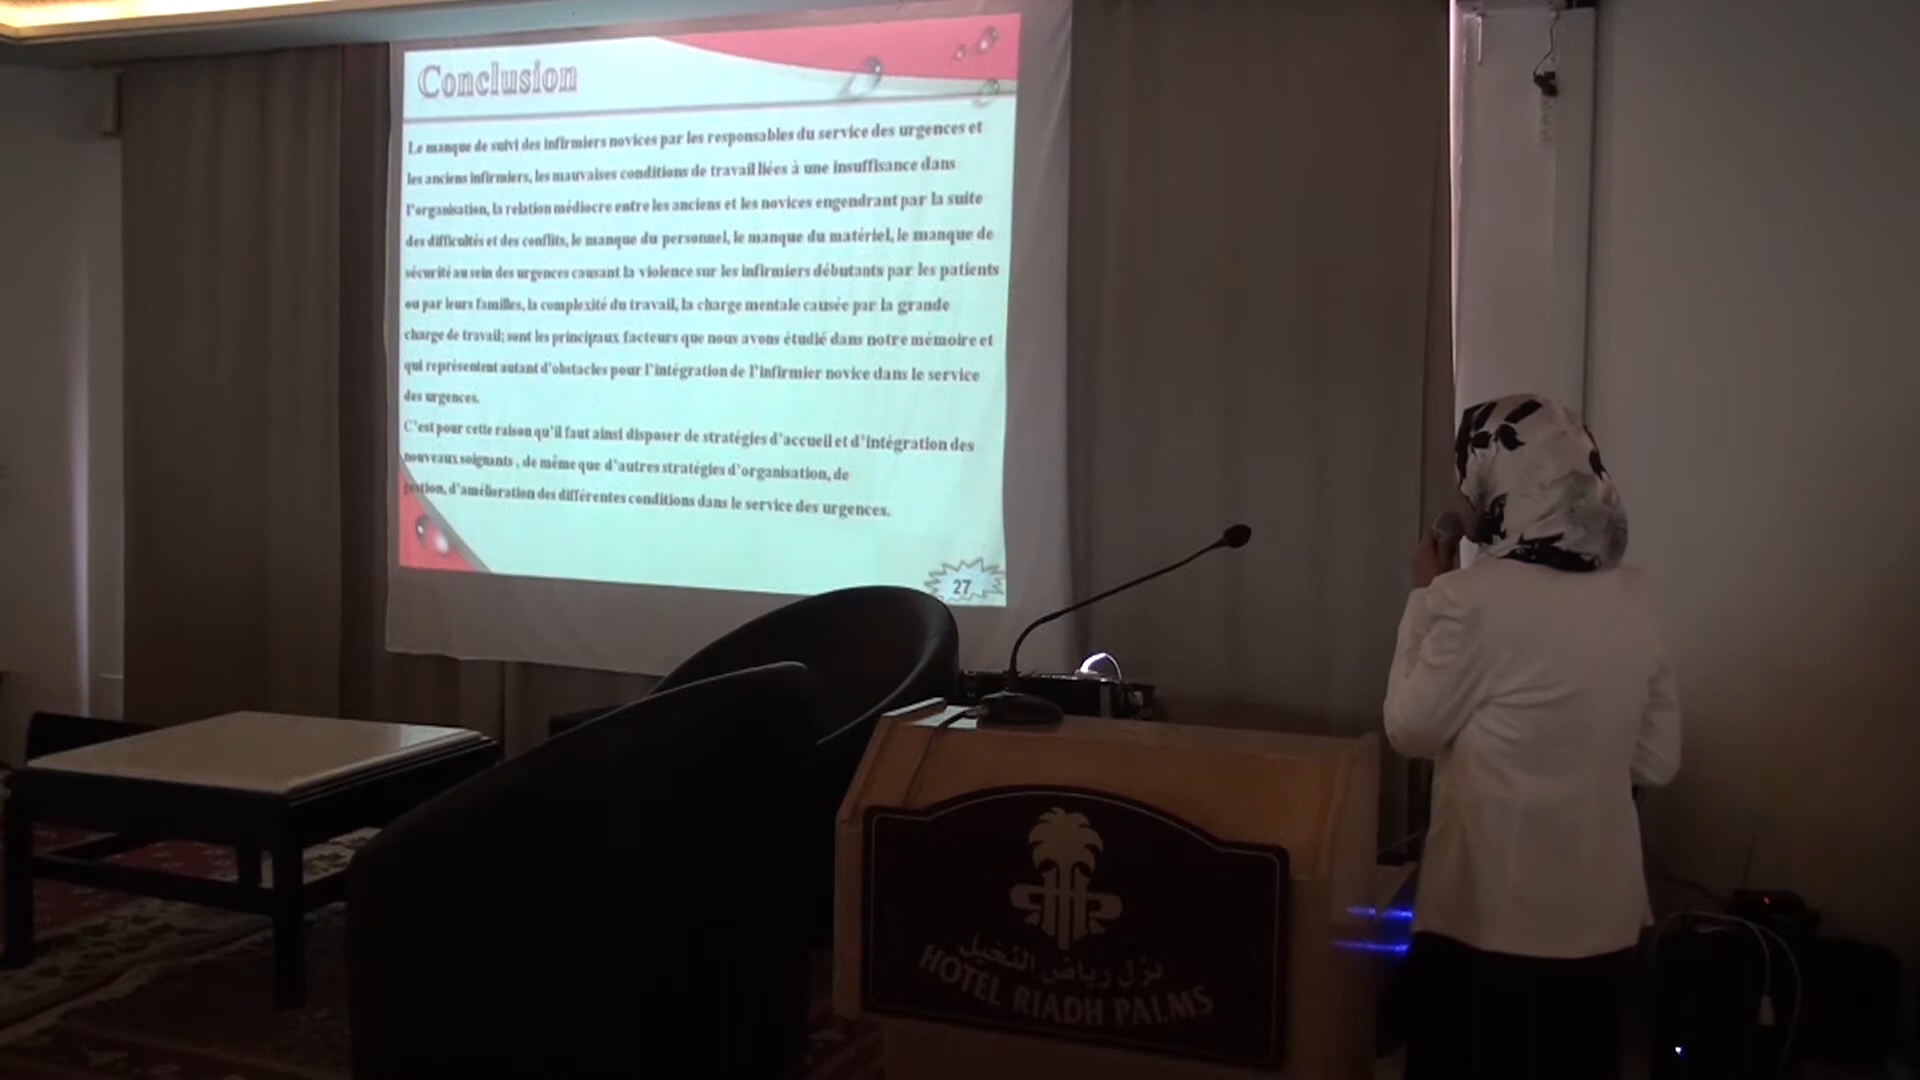 Conclusion
Le manque de suivi des infirmiers novices par les responsables du service des urgences et
les anciens infirmiers, les mauvaises conditions de travail liées à une insuffisance dans
l'organisation, la relation médiocre entre les anciens et les novices engendrant par la suite
des difficultés et des conflits, le manque du personnel, le manque du matériel, le manque de
sécurité au sein des urgences causant la violence sur les infirmiers débutants par les patients
ou par leurs familles, la complexité du travail, la charge mentale causée par la grande
charge de travail; sont les principaux facteurs que nous avons étudié dans notre mémoire et
qui représentent autant d'obstacles pour l'intégration de l'infirmier novice dans le service
des urgences.
C'est pour cette raison qu'il faut ainsi disposer de stratégies d'accueil et d'intégration des
nouveaux soignants , de même que d'autres stratégies d'organisation, de
gestion, d'amélioration des différentes conditions dans le service des urgences.
27
نزل رياض النخيل
HOTEL RIADH PALMS